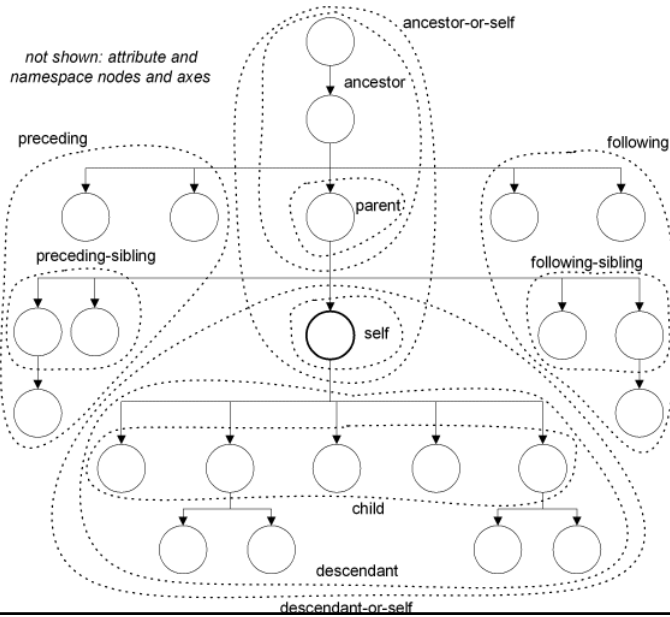 ancestor-or-self
not shown: attribute and
namespace nodes and axes
ancestor
preceding
following
parent
preceding-sibling
following-sibling
self
child
descendant
descendant-or-self